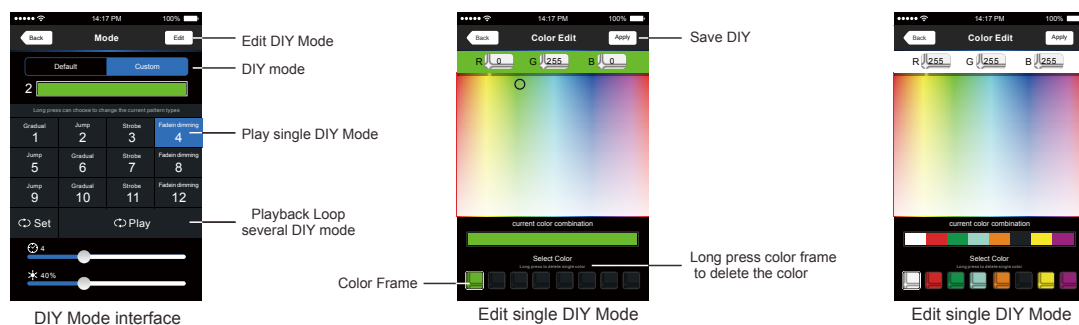 14:17 PM 100%
Back Mode Edit
Default Custom
2
Long press can choose to change the current pattern types
Gradual Jump Strobe Fadein dimming
1 2 3 4
Jump Gradual Strobe Fadein dimming
5 6 7 8
Jump Gradual Strobe Fadein dimming
9 10 11 12
Set Play
4
40%
DIY Mode interface
Edit DIY Mode
DIY mode
Play single DIY Mode
Playback Loop
several DIY mode
Color Frame
14:17 PM 100%
Back Color Edit Apply
R 0 G 255 B 0
current color combination
Select Color
Long press to delete single color
Edit single DIY Mode
Save DIY
Long press color frame
to delete the color
14:17 PM 100%
Back Color Edit Apply
R 255 G 255 B 255
current color combination
Select Color
Long press to delete single color
Edit single DIY Mode